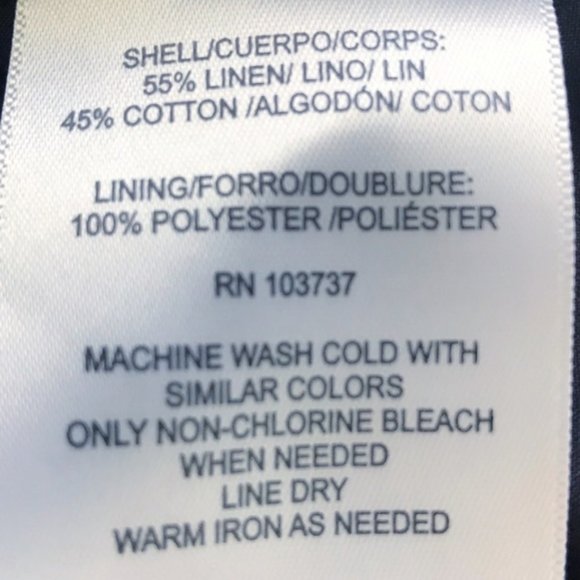 SHELL/CUERPO/CORPS:
55% LINEN/ LINO/ LIN
45% COTTON /ALGODÓN/ COTON
LINING/FORRO/DOUBLURE:
100% POLYESTER /POLIÉSTER
RN 103737
MACHINE WASH COLD WITH
SIMILAR COLORS
ONLY NON-CHLORINE BLEACH
WHEN NEEDED
LINE DRY
WARM IRON AS NEEDED